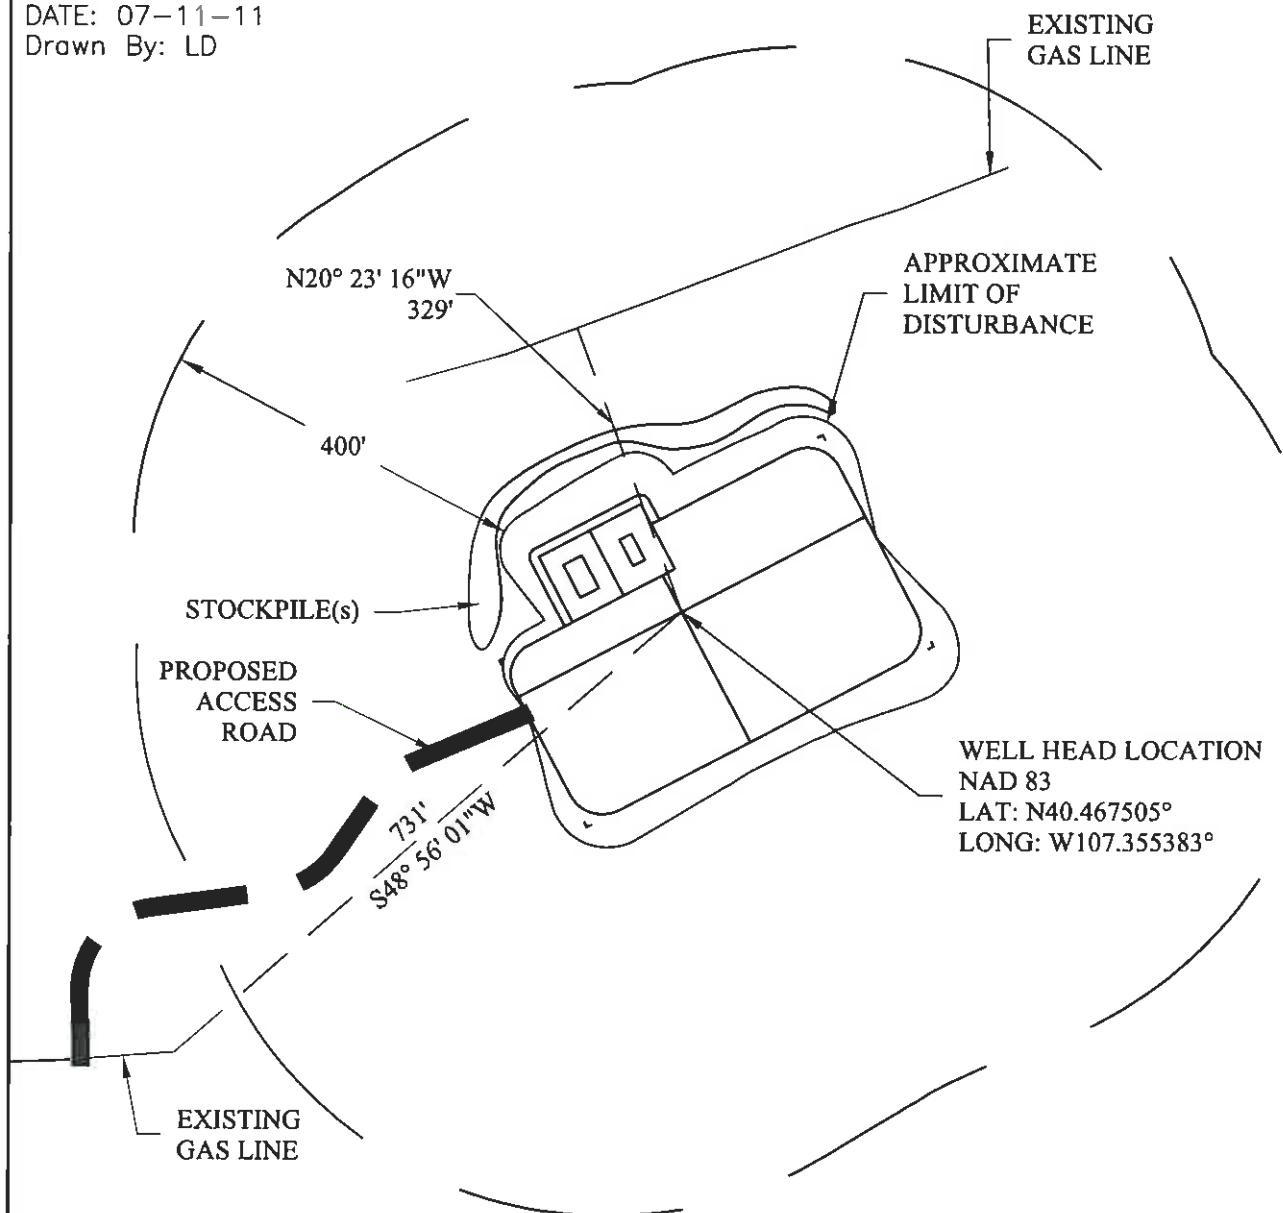 DATE: 07-11-11
Drawn By: LD
EXISTING
GAS LINE
N20° 23' 16"W
329'
APPROXIMATE
LIMIT OF
DISTURBANCE
400'
STOCKPILE(s)
PROPOSED
ACCESS
ROAD
731'
S48° 56' 01"W
WELL HEAD LOCATION
NAD 83
LAT: N40.467505°
LONG: W107.355383°
EXISTING
GAS LINE